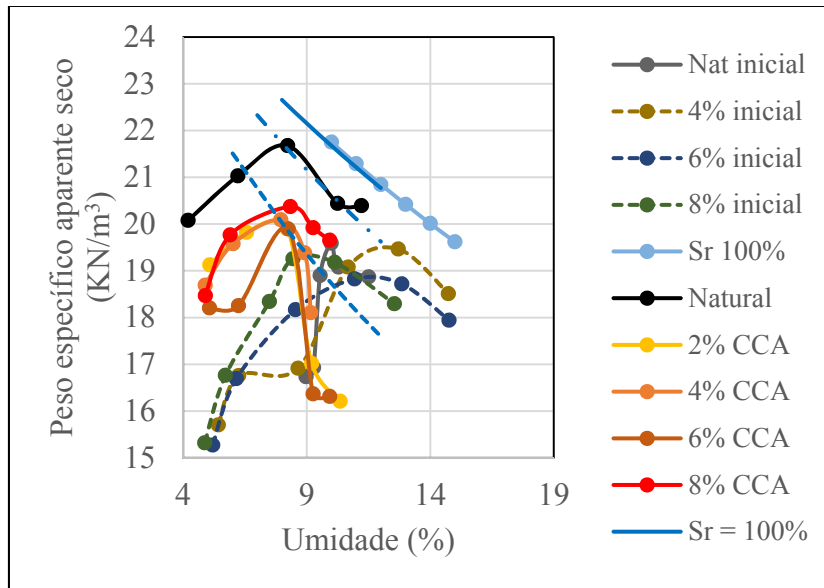 Peso específico aparente seco
(KN/m³)
24
23
22
21
20
19
18
17
16
15
4
9
14
19
Umidade (%)
Nat inicial
4% inicial
6% inicial
8% inicial
Sr 100%
Natural
2% CCA
4% CCA
6% CCA
8% CCA
Sr = 100%